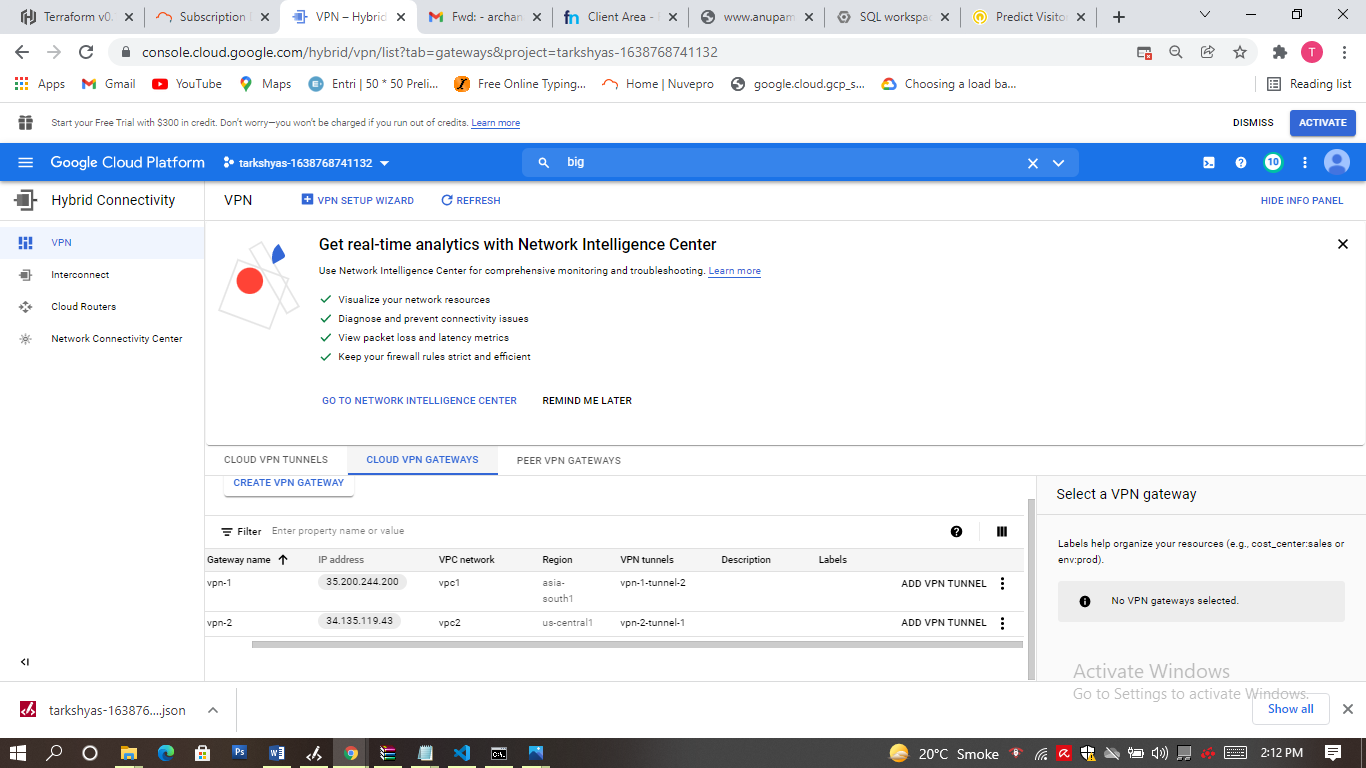 Terraform v0.
Subscription
VPN – Hybrid
Fwd: - archan
Client Area -
www.anupam
SQL workspac
Predict Visitor
console.cloud.google.com/hybrid/vpn/list?tab=gateways&project=tarkshyas-1638768741132
T
Apps
Gmail
YouTube
Maps
Entri | 50 * 50 Preli...
Free Online Typing...
Home | Nuvepro
google.cloud.gcp_s...
Choosing a load ba...
Reading list
Start your Free Trial with $300 in credit. Don't worry—you won't be charged if you run out of credits. Learn more
DISMISS
ACTIVATE
Google Cloud Platform
tarkshyas-1638768741132
big
10
Hybrid Connectivity
VPN
VPN SETUP WIZARD
REFRESH
HIDE INFO PANEL
VPN
Interconnect
Cloud Routers
Network Connectivity Center
Get real-time analytics with Network Intelligence Center
Use Network Intelligence Center for comprehensive monitoring and troubleshooting. Learn more
Visualize your network resources
Diagnose and prevent connectivity issues
View packet loss and latency metrics
Keep your firewall rules strict and efficient
GO TO NETWORK INTELLIGENCE CENTER
REMIND ME LATER
CLOUD VPN TUNNELS
CLOUD VPN GATEWAYS
PEER VPN GATEWAYS
CREATE VPN GATEWAY
Filter
Enter property name or value
Gateway name
IP address
VPC network
Region
VPN tunnels
Description
Labels
vpn-1
35.200.244.200
vpc1
asia-
south1
vpn-1-tunnel-2
ADD VPN TUNNEL
vpn-2
34.135.119.43
vpc2
us-central1
vpn-2-tunnel-1
ADD VPN TUNNEL
Select a VPN gateway
Labels help organize your resources (e.g., cost_center:sales or
env:prod).
No VPN gateways selected.
Activate Windows
Go to Settings to activate Windows.
tarkshyas-163876....json
Show all
20°C Smoke
2:12 PM